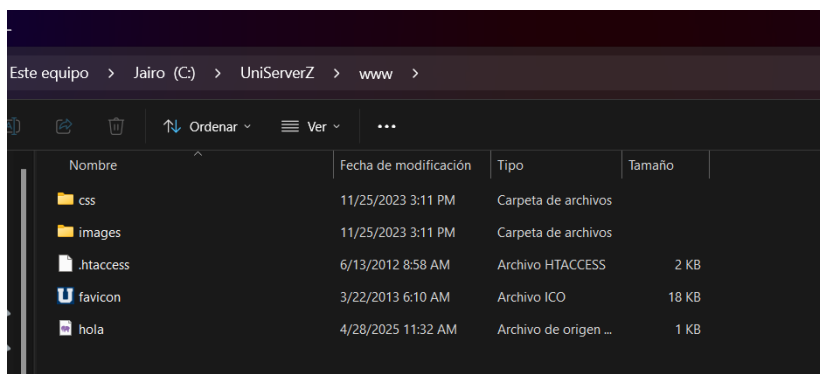 Este equipo > Jairo (C:) > UniServerZ > www >
Ordenar Ver ...
Nombre Fecha de modificación Tipo Tamaño
css 11/25/2023 3:11 PM Carpeta de archivos
images 11/25/2023 3:11 PM Carpeta de archivos
.htaccess 6/13/2012 8:58 AM Archivo HTACCESS 2 KB
favicon 3/22/2013 6:10 AM Archivo ICO 18 KB
hola 4/28/2025 11:32 AM Archivo de origen ... 1 KB